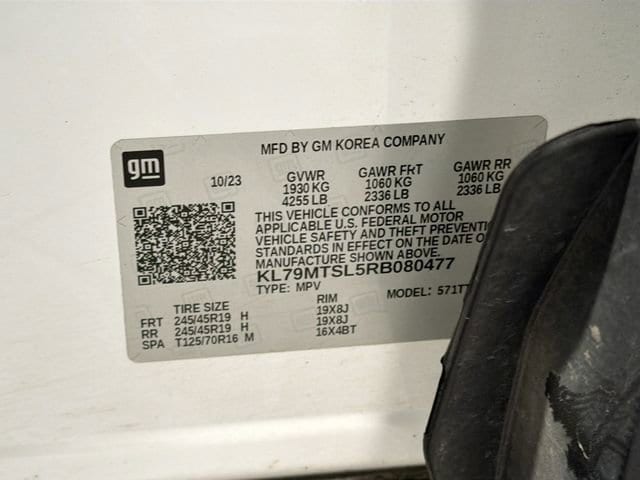 MFD BY GM KOREA COMPANY
gm
10/23
GVWR GAWR FRT GAWR RR
1930 KG 1060 KG 1060 KG
4255 LB 2336 LB 2336 LB
THIS VEHICLE CONFORMS TO ALL
APPLICABLE U.S. FEDERAL MOTOR
VEHICLE SAFETY AND THEFT
STANDARDS IN EFFECT ON THE DATE O
MANUFACTURE SHOWN ABOVE.
KL79MTSL5RB080477
TYPE: MPV MODEL: 571T
TIRE SIZE RIM
FRT 245/45R19 H 19X8J
RR 245/45R19 H 19X8J
SPA T125/70R16 M 16X4BT